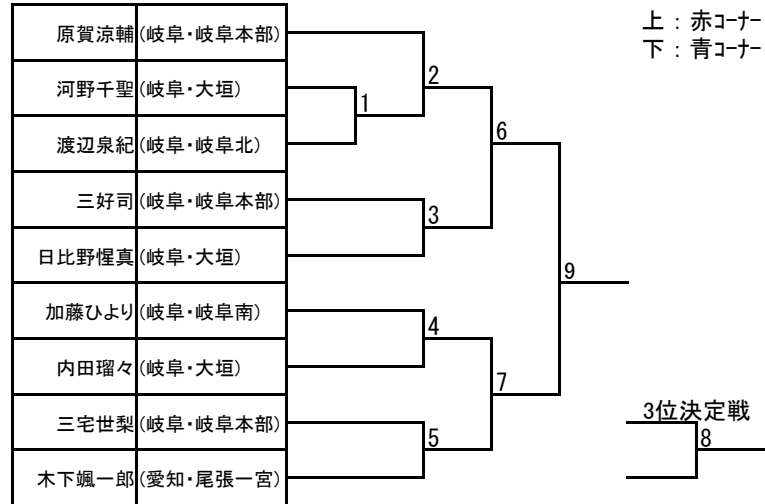 上：赤ｺｰﾅｰ
下：青ｺｰﾅｰ
原賀涼輔(岐阜・岐阜本部)
河野千聖(岐阜・大垣)
渡辺泉紀(岐阜・岐阜北)
三好司(岐阜・岐阜本部)
日比野惺真(岐阜・大垣)
加藤ひより(岐阜・岐阜南)
内田瑠々(岐阜・大垣)
三宅世梨(岐阜・岐阜本部)
木下颯一郎(愛知・尾張一宮)
1
2
3
4
5
6
7
9
3位決定戦
8